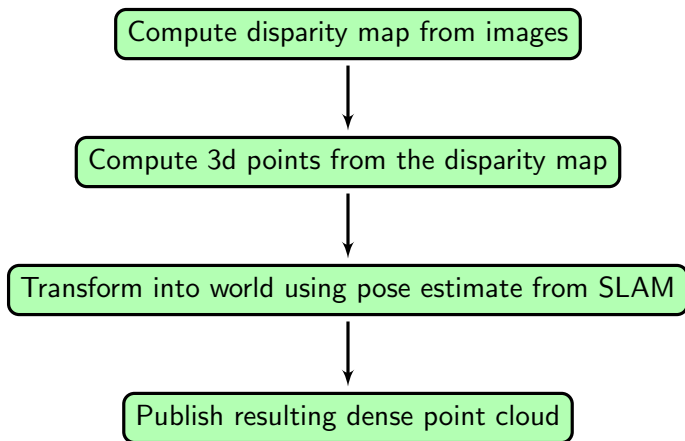 Compute disparity map from images
Compute 3d points from the disparity map
Transform into world using pose estimate from SLAM
Publish resulting dense point cloud